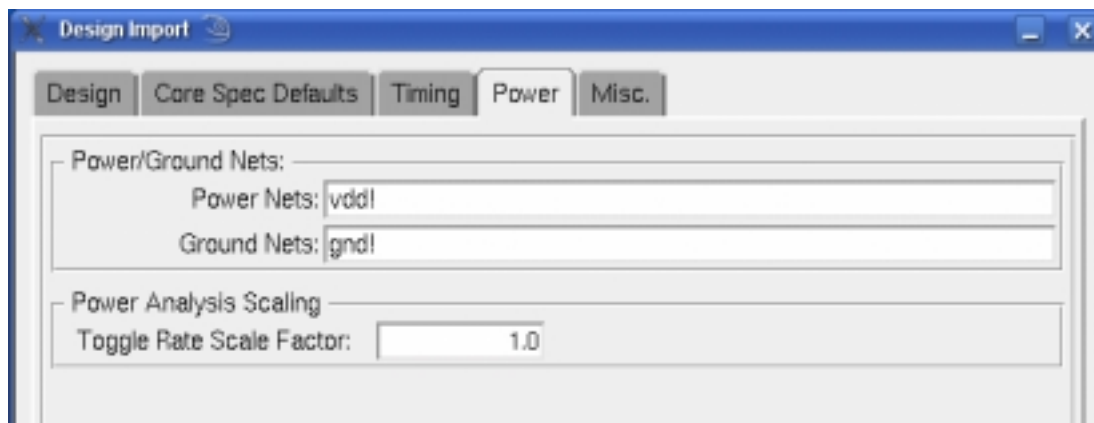 Design Import
Design Core Spec Defaults Timing Power Misc.
Power/Ground Nets:
Power Nets: vdd!
Ground Nets: gnd!
Power Analysis Scaling
Toggle Rate Scale Factor: 1.0